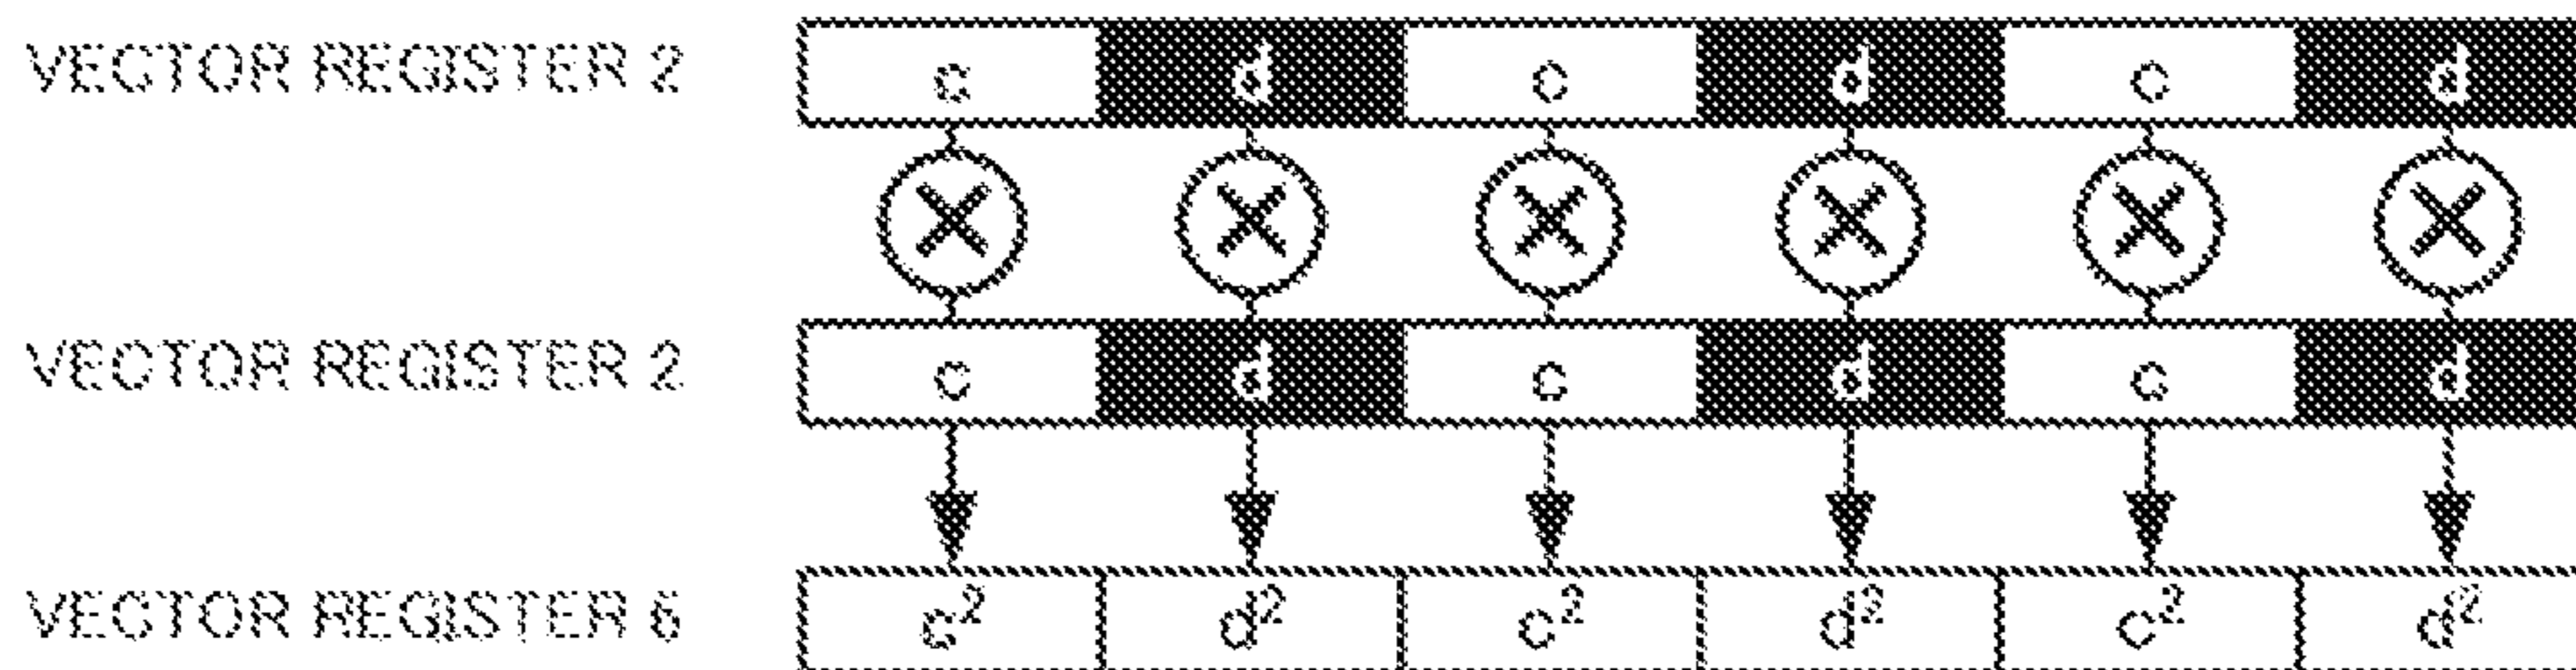 VECTOR REGISTER 2 c d c d c d
VECTOR REGISTER 2 c d c d c d
VECTOR REGISTER 6 c² d² c² d² c² d²